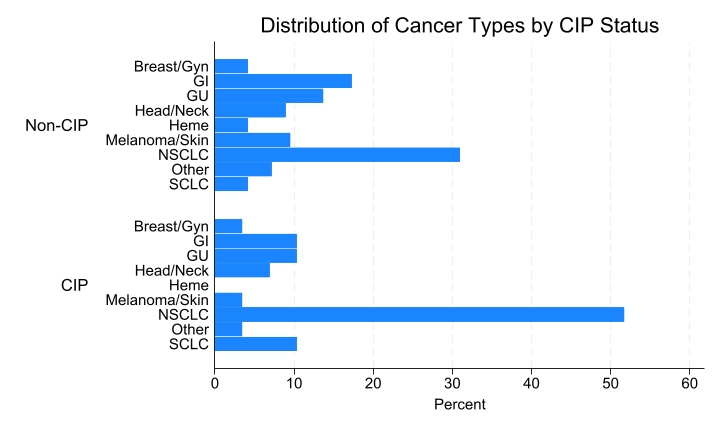 Distribution of Cancer Types by CIP Status
Non-CIP
Breast/Gyn
GI
GU
Head/Neck
Heme
Melanoma/Skin
NSCLC
Other
SCLC
CIP
Breast/Gyn
GI
GU
Head/Neck
Heme
Melanoma/Skin
NSCLC
Other
SCLC
0 10 20 30 40 50 60
Percent